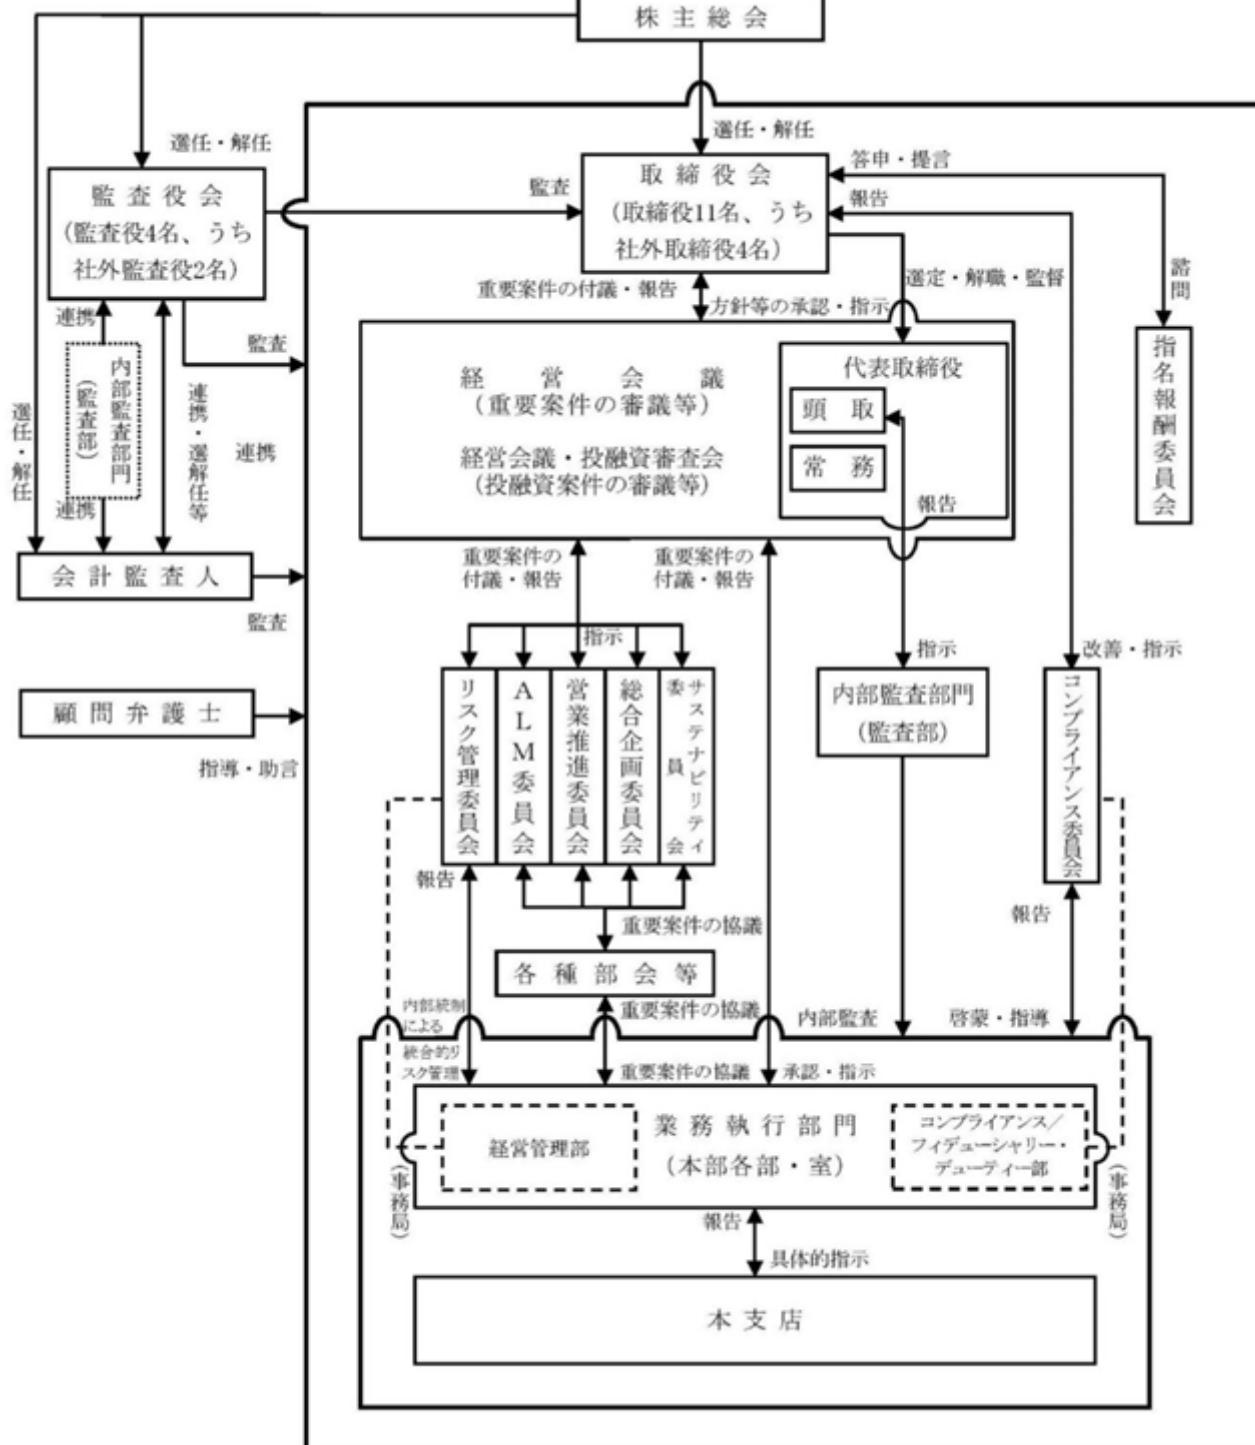 株主総会
選任・解任
選任・解任
監査役会
(監査役4名、うち
社外監査役2名)
監査
取締役会
(取締役11名、うち
社外取締役4名)
答申・提言
報告
諮問
指名報酬委員会
選定・解職・監督
重要案件の付議・報告
方針等の承認・指示
連携
監査
内部監査部門
(監査部)
連携・選解任等
連携
選任・解任
連携
会計監査人
監査
顧問弁護士
指導・助言
経営会議
(重要案件の審議等)
経営会議・投融資審査会
(投融資案件の審議等)
代表取締役
頭取
常務
報告
重要案件の
付議・報告
重要案件の
付議・報告
指示
指示
改善・指示
リスク管理委員会
ALM委員会
営業推進委員会
総合企画委員会
サステナビリティ
委員会
内部監査部門
(監査部)
コンプライアンス委員会
報告
重要案件の協議
報告
各種部会等
内部統制
による
統合的リ
スク管理
重要案件の協議
内部監査
啓蒙・指導
重要案件の協議
承認・指示
業務執行部門
(本部各部・室)
経営管理部
コンプライアンス/
フィデューシャリー・
デューティー部
(事務局)
(事務局)
報告
具体的指示
本支店